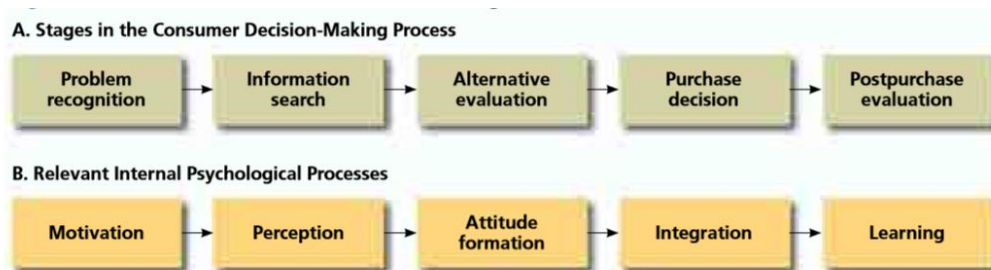 A. Stages in the Consumer Decision-Making Process
Problem
recognition
Information
search
Alternative
evaluation
Purchase
decision
Postpurchase
evaluation
B. Relevant Internal Psychological Processes
Motivation
Perception
Attitude
formation
Integration
Learning